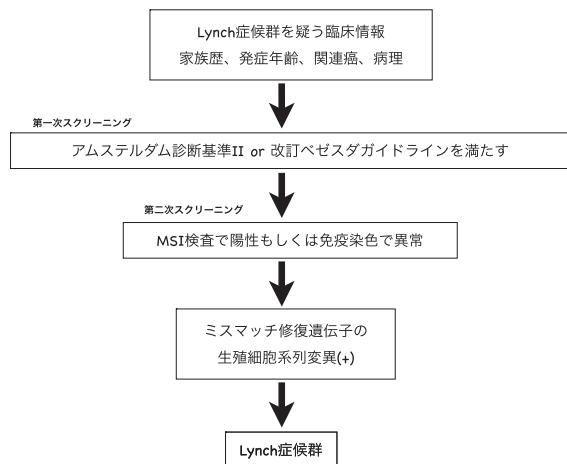 Lynch症候群を疑う臨床情報
家族歴、発症年齢、関連癌、病理
第一次スクリーニング
アムステルダム診断基準II or 改訂ベゼスダガイドラインを満たす
第二次スクリーニング
MSI検査で陽性もしくは免疫染色で異常
ミスマッチ修復遺伝子の
生殖細胞系列変異(+)
Lynch症候群